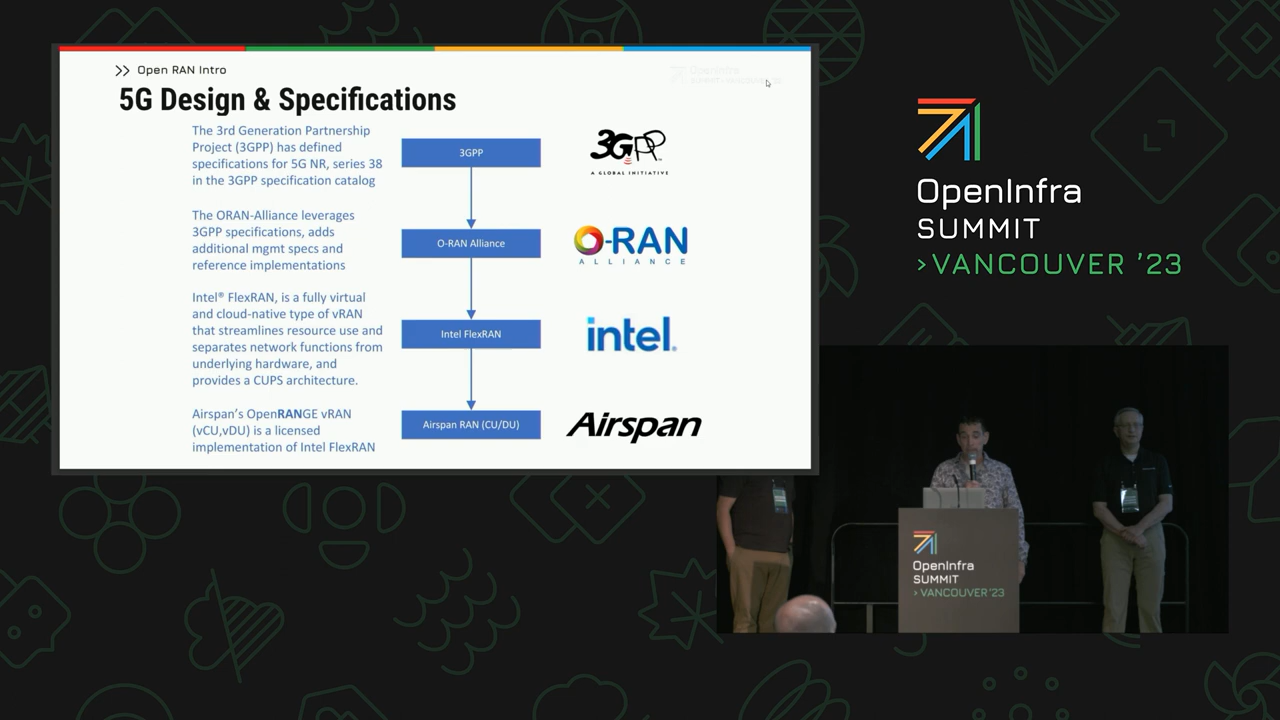 >> Open RAN Intro
5G Design & Specifications
The 3rd Generation Partnership
Project (3GPP) has defined
specifications for 5G NR, series 38
in the 3GPP specification catalog
3GPP
3GPP
A GLOBAL INITIATIVE
The ORAN-Alliance leverages
3GPP specifications, adds
additional mgmt specs and
reference implementations
O-RAN Alliance
O-RAN
ALLIANCE
Intel® FlexRAN, is a fully virtual
and cloud-native type of vRAN
that streamlines resource use and
separates network functions from
underlying hardware, and
provides a CUPS architecture.
Intel FlexRAN
intel.
Airspan's OpenRANGE vRAN
(vCU,vDU) is a licensed
implementation of Intel FlexRAN
Airspan RAN (CU/DU)
Airspan
OpenInfra
SUMMIT
>VANCOUVER '23
OpenInfra
SUMMIT
>VANCOUVER '23